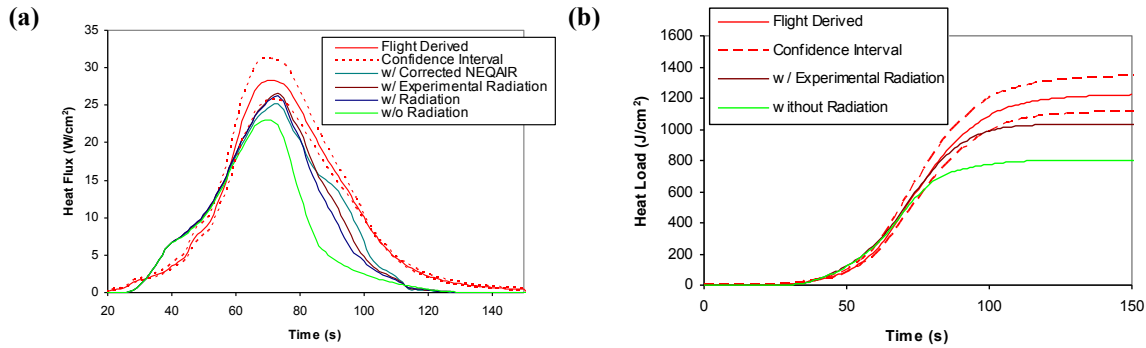 (a)
Heat Flux (W/cm²)
35
30
25
20
15
10
5
0
20
40
60
80
100
120
140
Time (s)
Flight Derived
Confidence Interval
w/ Corrected NEQAIR
w/ Experimental Radiation
w/ Radiation
w/o Radiation
(b)
Heat Load (J/cm²)
1600
1400
1200
1000
800
600
400
200
0
0
50
100
150
Time (s)
Flight Derived
Confidence Interval
w/ Experimental Radiation
without Radiation